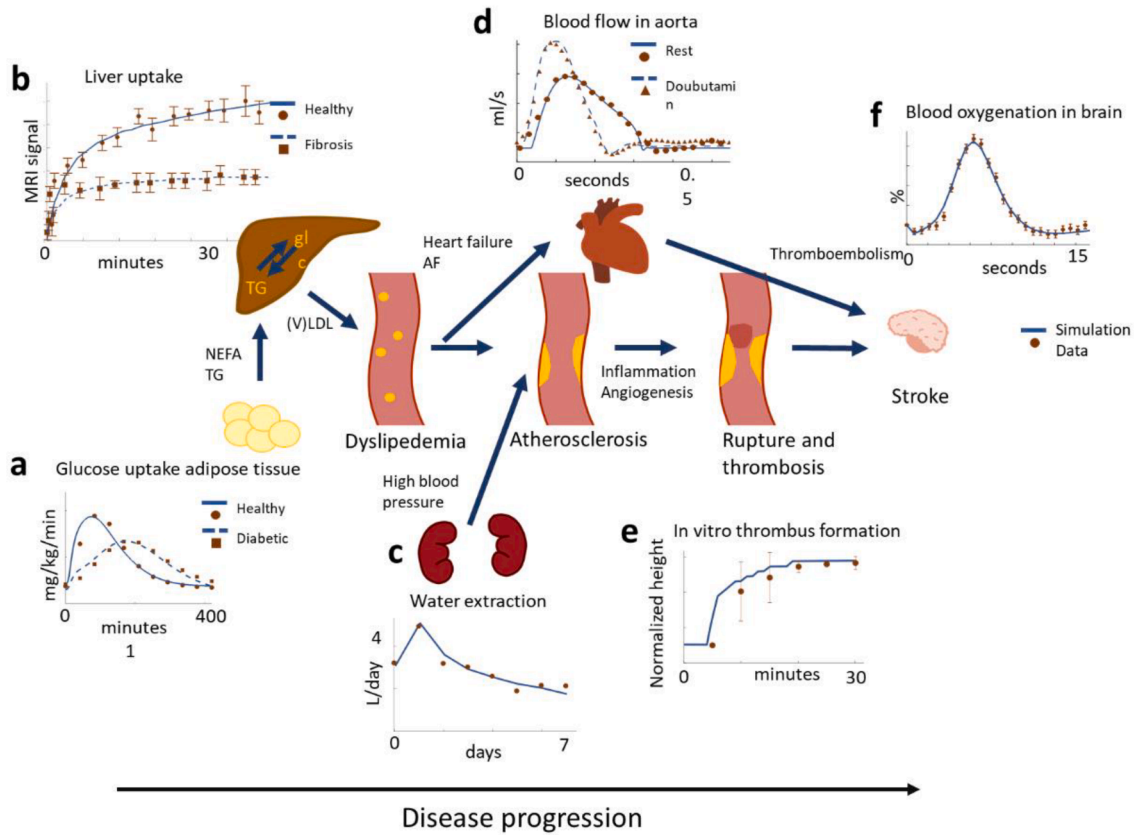 d
Blood flow in aorta
Rest
Doubutami
n
ml/s
0
0.
5
seconds
b
Liver uptake
Healthy
Fibrosis
MRI signal
0
30
minutes
f
Blood oxygenation in brain
%
0
15
seconds
gl
c
TG
Heart failure
AF
Thromboembolism
(V)LDL
NEFA
TG
Inflammation
Angiogenesis
Simulation
Data
Stroke
Dyslipedemia
Atherosclerosis
Rupture and
thrombosis
a
Glucose uptake adipose tissue
Healthy
Diabetic
mg/kg/min
0
400
minutes
1
High blood
pressure
c
Water extraction
4
L/day
0
7
days
e
In vitro thrombus formation
Normalized height
0
30
minutes
Disease progression